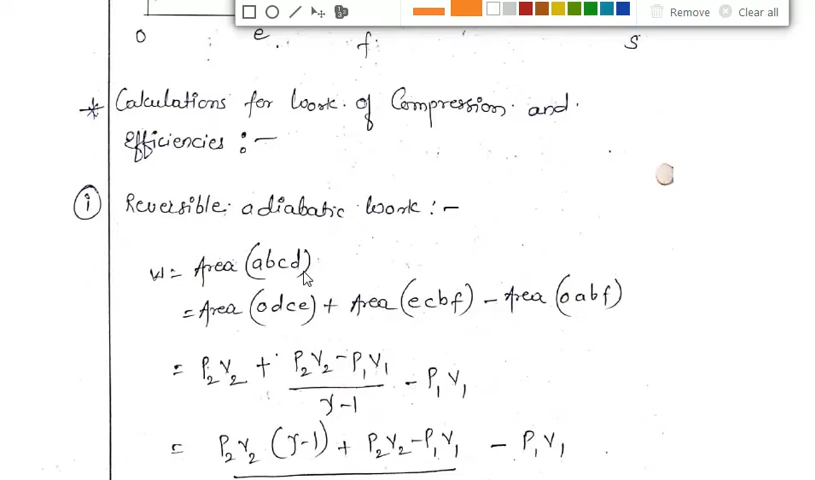 Remove Clear all
0 e. f s
* Calculations for Work of Compression and
efficiencies :-
(i) Reversible adiabatic work :-
W = Area (abcd)
= Area (odce) + Area (ecbf) - Area (oabf)
= P₂V₂ + (P₂V₂ - P₁V₁)/(γ-1) - P₁V₁
= P₂V₂ (γ-1) + P₂V₂ - P₁V₁ - P₁V₁